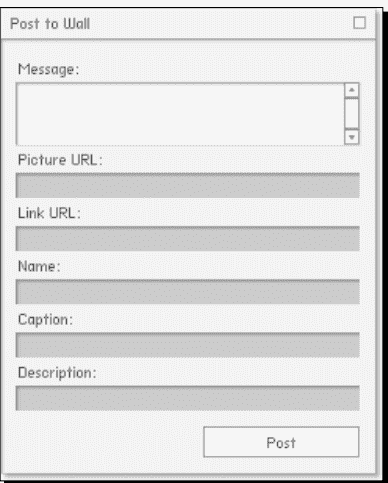 Post to Wall
Message:
Picture URL:
Link URL:
Name:
Caption:
Description:
Post